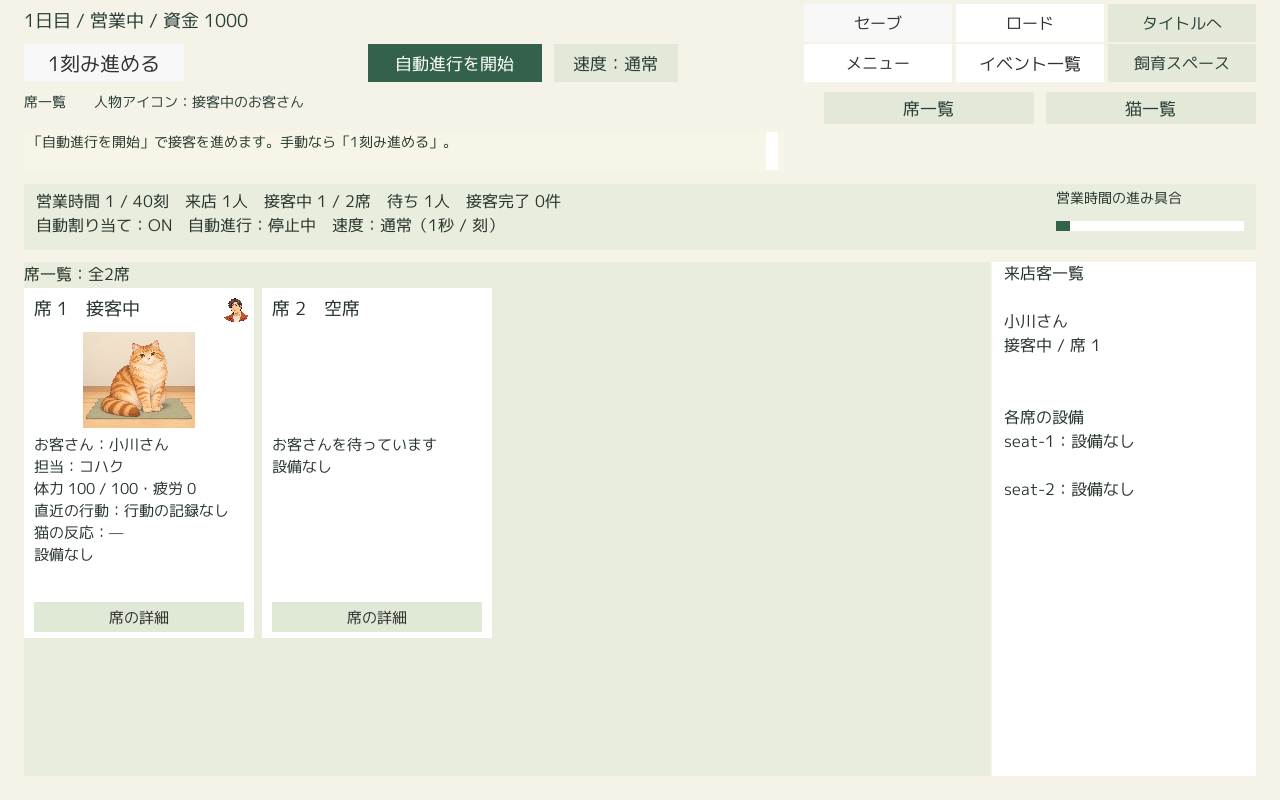 1日目 / 営業中 / 資金 1000
セーブ
ロード
タイトルへ
1刻み進める
自動進行を開始
速度：通常
メニュー
イベント一覧
飼育スペース
席一覧　　人物アイコン：接客中のお客さん
席一覧
猫一覧
「自動進行を開始」で接客を進めます。手動なら「1刻み進める」。
営業時間 1 / 40刻　来店 1人　接客中 1 / 2席　待ち 1人　接客完了 0件
自動割り当て：ON　自動進行：停止中　速度：通常（1秒 / 刻）
営業時間の進み具合
席一覧：全2席
席 1　接客中
お客さん：小川さん
担当：コハク
体力 100 / 100・疲労 0
直近の行動：行動の記録なし
猫の反応：—
設備なし
席の詳細
席 2　空席
お客さんを待っています
設備なし
席の詳細
来店客一覧
小川さん
接客中 / 席 1
各席の設備
seat-1：設備なし
seat-2：設備なし